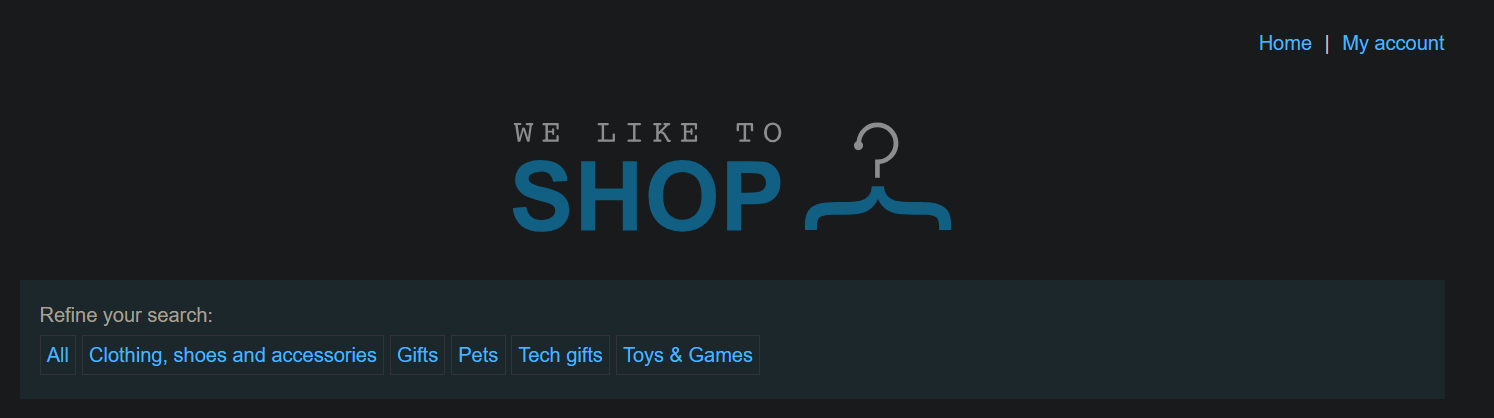 Home | My account
WE LIKE TO
SHOP
Refine your search:
All Clothing, shoes and accessories Gifts Pets Tech gifts Toys & Games